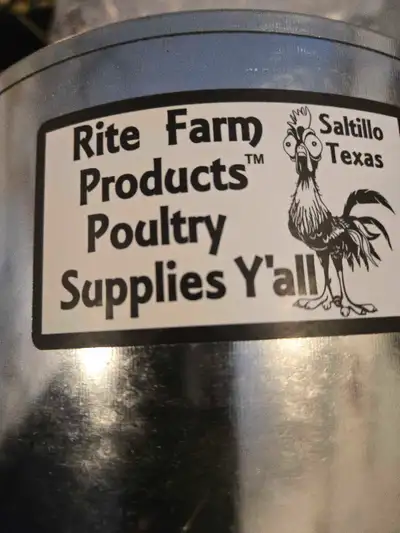 Rite Farm
Products™
Poultry
Supplies Y'all
Saltillo
Texas